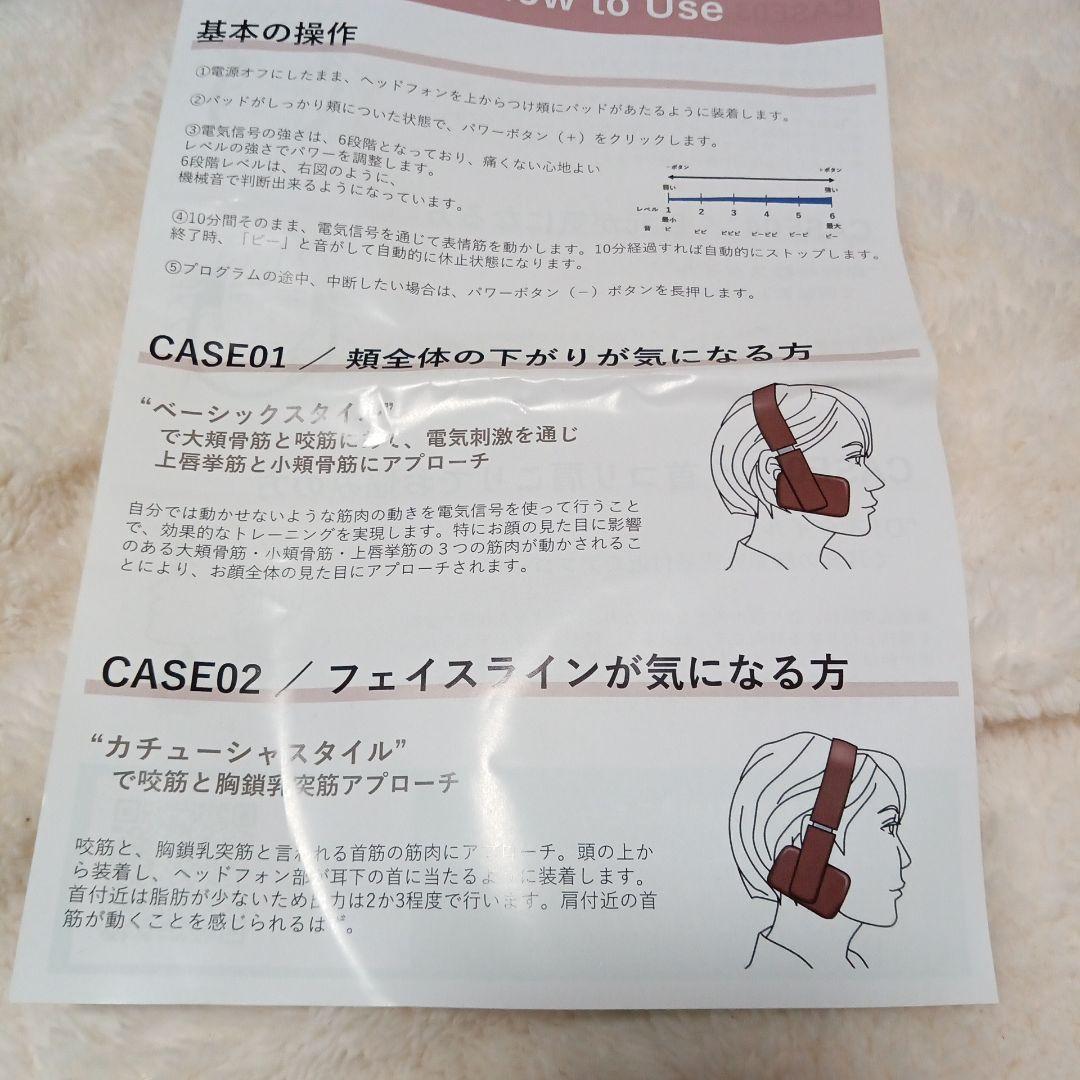 How to Use
基本の操作
①電源オフにしたまま、ヘッドフォンを上からつけ頬にパッドがあたるように装着します。
②パッドがしっかり頬についた状態で、パワーボタン（+）をクリックします。
③電気信号の強さは、6段階となっており、痛くない心地よい
レベルの強さでパワーを調整します。
6段階レベルは、右図のように、
機械音で判断出来るようになっています。
－ボタン ＋ボタン
弱い 強い
レベル 1 2 3 4 5 6
最小 最大
音 ピ ピピ ピピピ ピーピピ ピーピ ピー
④10分間そのまま、電気信号を通じて表情筋を動かします。10分経過すれば自動的にストップします。
終了時、「ピー」と音がして自動的に休止状態になります。
⑤プログラムの途中、中断したい場合は、パワーボタン（－）ボタンを長押します。
CASE01 ／ 頬全体の下がりが気になる方
“ベーシックスタイル”
で大頬骨筋と咬筋にあて、電気刺激を通じ
上唇挙筋と小頬骨筋にアプローチ
自分では動かせないような筋肉の動きを電気信号を使って行うこと
で、効果的なトレーニングを実現します。特にお顔の見た目に影響
のある大頬骨筋・小頬骨筋・上唇挙筋の３つの筋肉が動かされるこ
とにより、お顔全体の見た目にアプローチされます。
CASE02 ／ フェイスラインが気になる方
“カチューシャスタイル”
で咬筋と胸鎖乳突筋アプローチ
咬筋と、胸鎖乳突筋と言われる首筋の筋肉にアプローチ。頭の上か
ら装着し、ヘッドフォン部が耳下の首に当たるように装着します。
首付近は脂肪が少ないため出力は2か3程度で行います。肩付近の首
筋が動くことを感じられるはず。